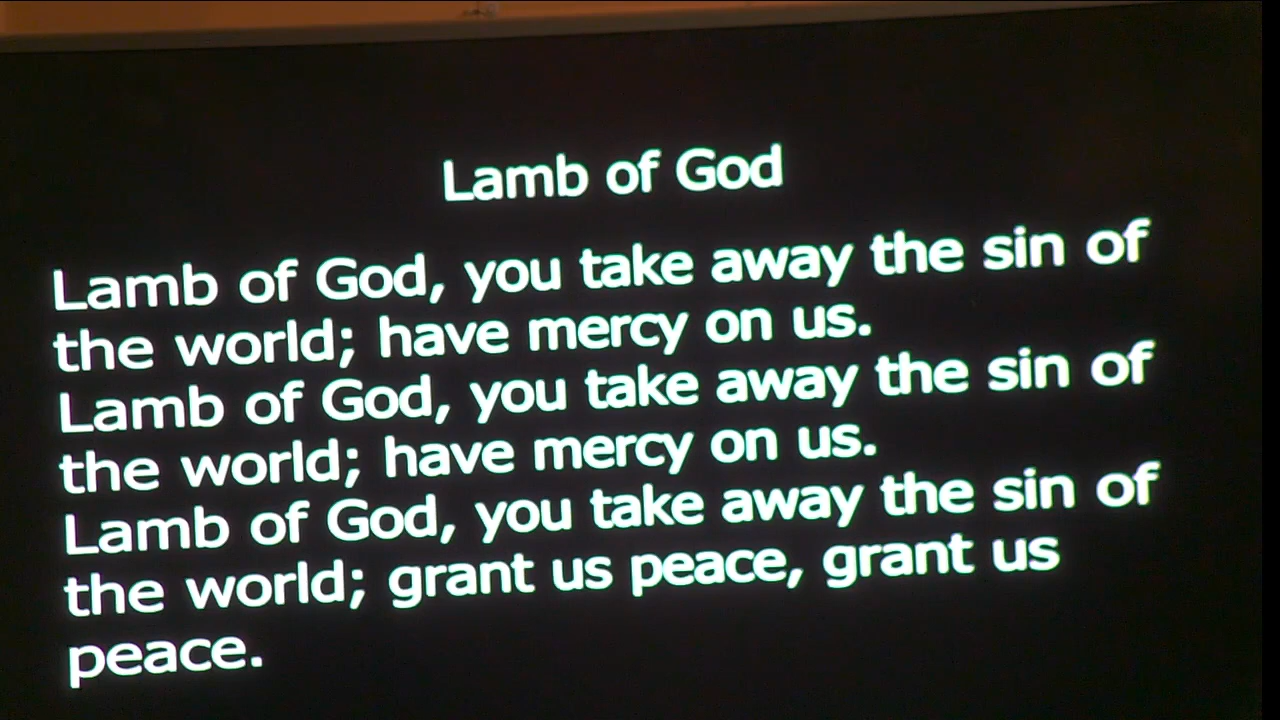 Lamb of God
Lamb of God, you take away the sin of
the world; have mercy on us.
Lamb of God, you take away the sin of
the world; have mercy on us.
Lamb of God, you take away the sin of
the world; grant us peace, grant us
peace.